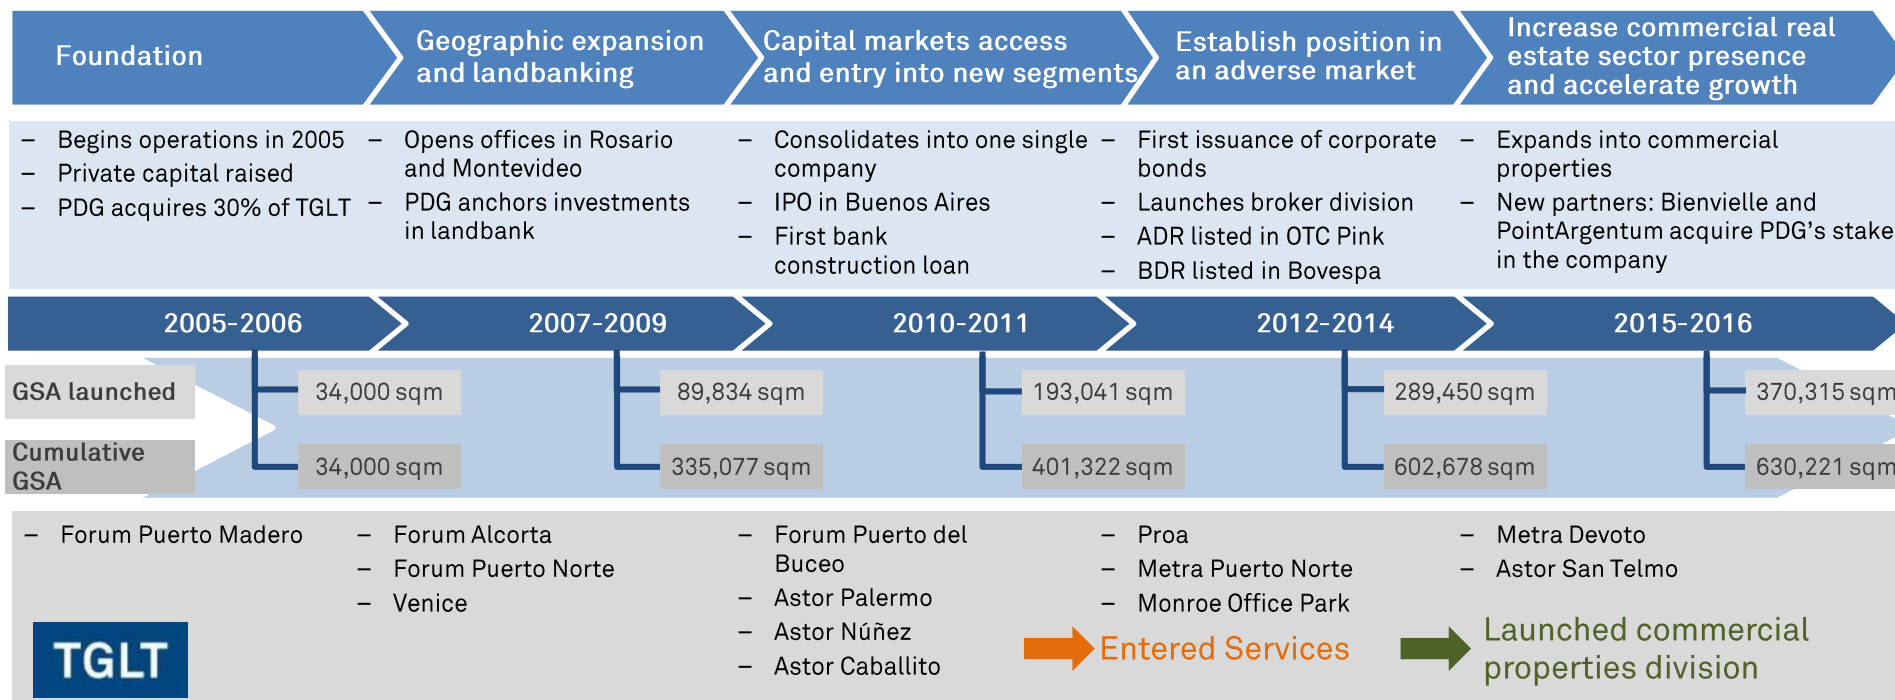 Foundation
Geographic expansion
and landbanking
Capital markets access
and entry into new segments
Establish position in
an adverse market
Increase commercial real
estate sector presence
and accelerate growth
– Begins operations in 2005
– Private capital raised
– PDG acquires 30% of TGLT
– Opens offices in Rosario
and Montevideo
– PDG anchors investments
in landbank
– Consolidates into one single
company
– IPO in Buenos Aires
– First bank
construction loan
– First issuance of corporate
bonds
– Launches broker division
– ADR listed in OTC Pink
– BDR listed in Bovespa
– Expands into commercial
properties
– New partners: Bienvielle and
PointArgentum acquire PDG's stake
in the company
2005-2006
2007-2009
2010-2011
2012-2014
2015-2016
GSA launched
34,000 sqm
89,834 sqm
193,041 sqm
289,450 sqm
370,315 sqm
Cumulative
GSA
34,000 sqm
335,077 sqm
401,322 sqm
602,678 sqm
630,221 sqm
– Forum Puerto Madero
– Forum Alcorta
– Forum Puerto Norte
– Venice
– Forum Puerto del
Buceo
– Astor Palermo
– Astor Núñez
– Astor Caballito
– Proa
– Metra Puerto Norte
– Monroe Office Park
– Metra Devoto
– Astor San Telmo
TGLT
Entered Services
Launched commercial
properties division